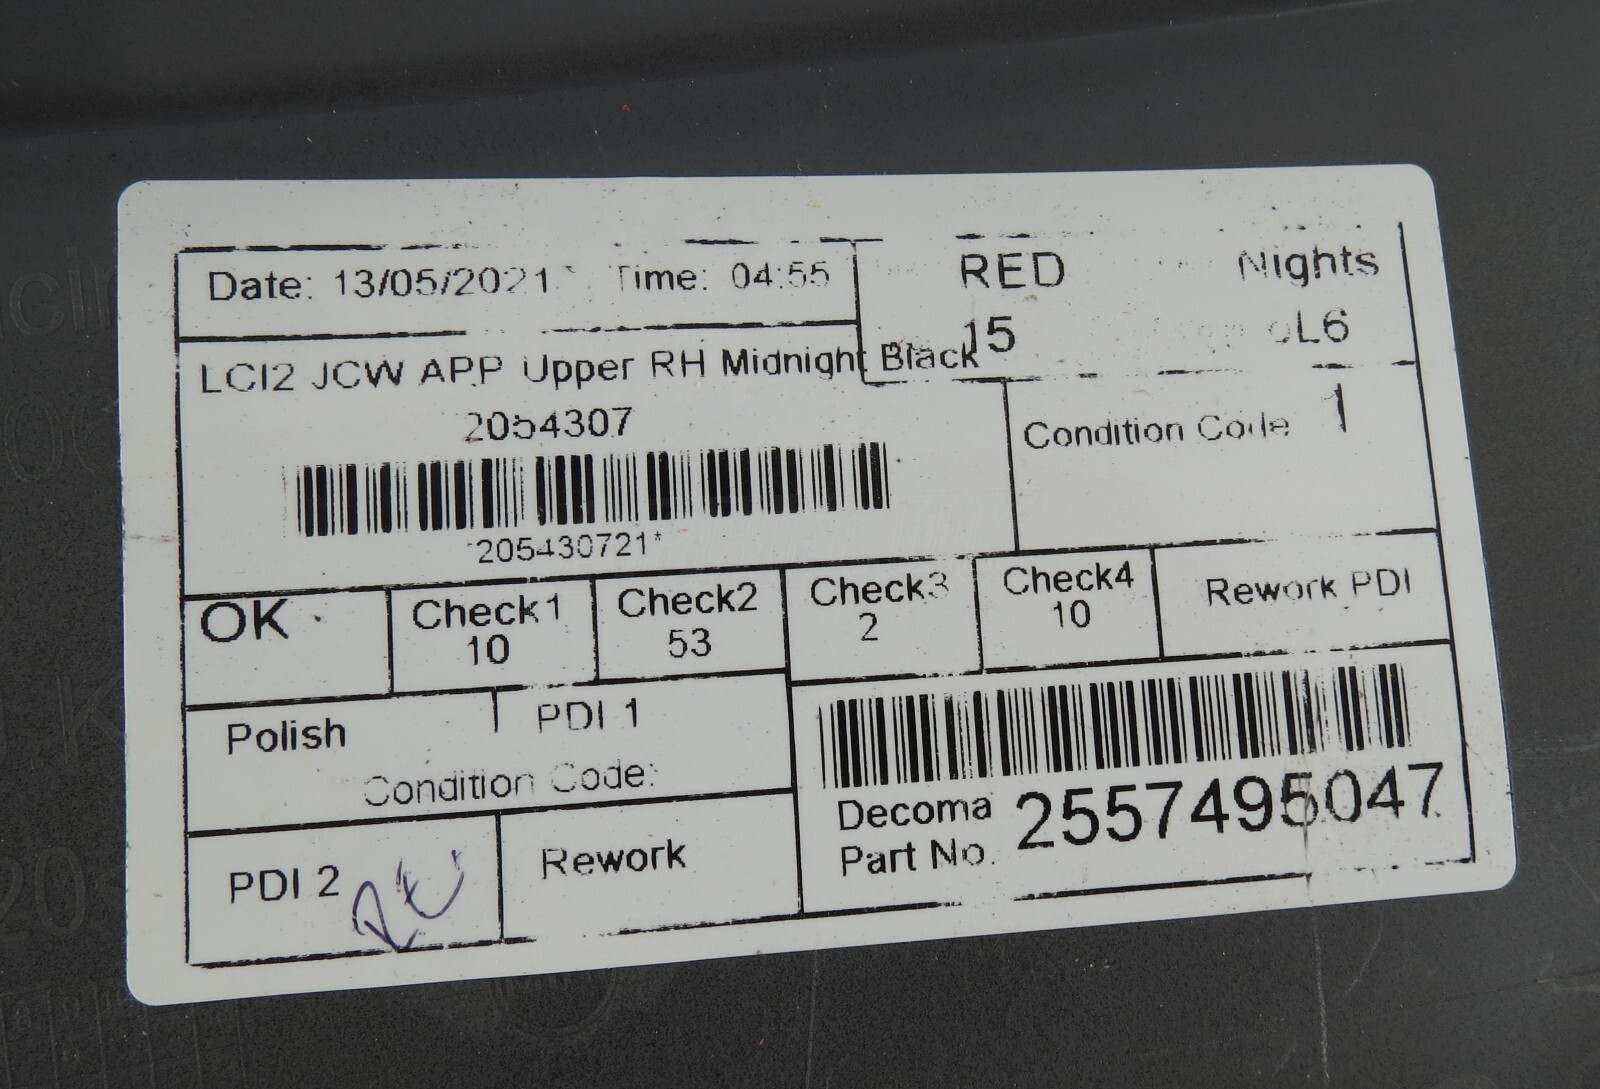 Date: 13/05/2021 Time: 04:55
RED Nights
15 L6
LCI2 JCW APP Upper RH Midnight Black
2054307
Condition Code 1
205430721*
OK Check1 Check2 Check3 Check4 Rework PDI
10 53 2 10
Polish PDI 1
Condition Code:
Decoma
Part No. 2557495047
PDI 2 Rework